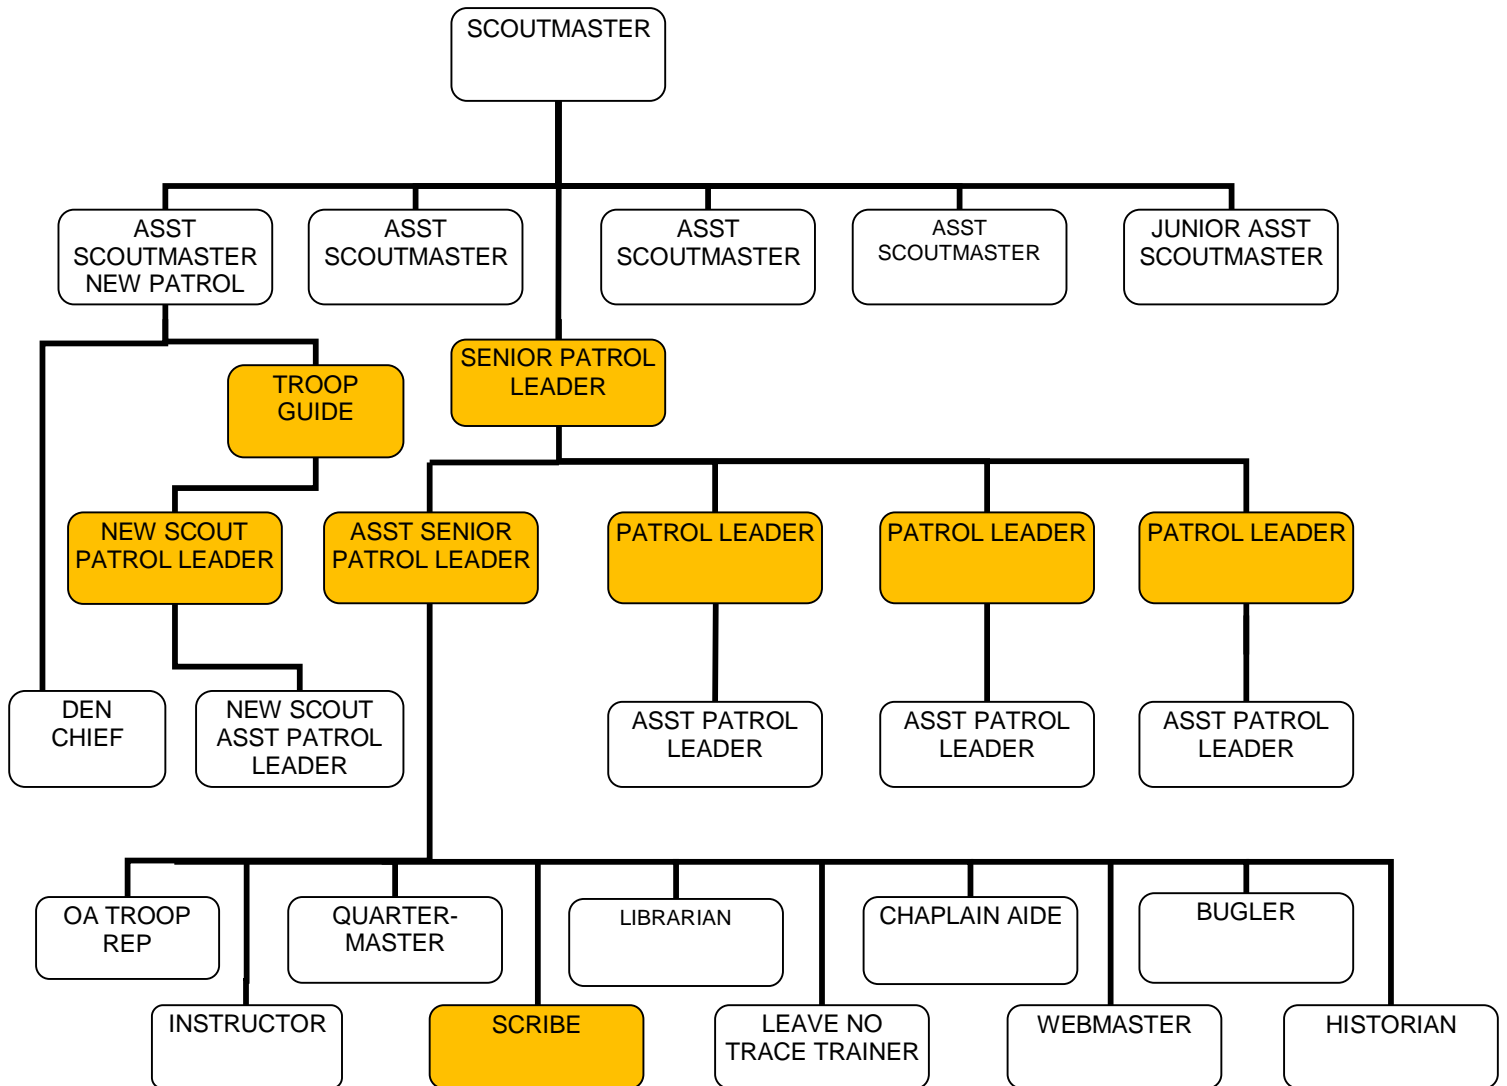 SCOUTMASTER
ASST
SCOUTMASTER
NEW PATROL
ASST
SCOUTMASTER
ASST
SCOUTMASTER
ASST
SCOUTMASTER
JUNIOR ASST
SCOUTMASTER
SENIOR PATROL
LEADER
TROOP
GUIDE
NEW SCOUT
PATROL LEADER
ASST SENIOR
PATROL LEADER
PATROL LEADER
PATROL LEADER
PATROL LEADER
DEN
CHIEF
NEW SCOUT
ASST PATROL
LEADER
ASST PATROL
LEADER
ASST PATROL
LEADER
ASST PATROL
LEADER
OA TROOP
REP
QUARTER-
MASTER
LIBRARIAN
CHAPLAIN AIDE
BUGLER
INSTRUCTOR
SCRIBE
LEAVE NO
TRACE TRAINER
WEBMASTER
HISTORIAN